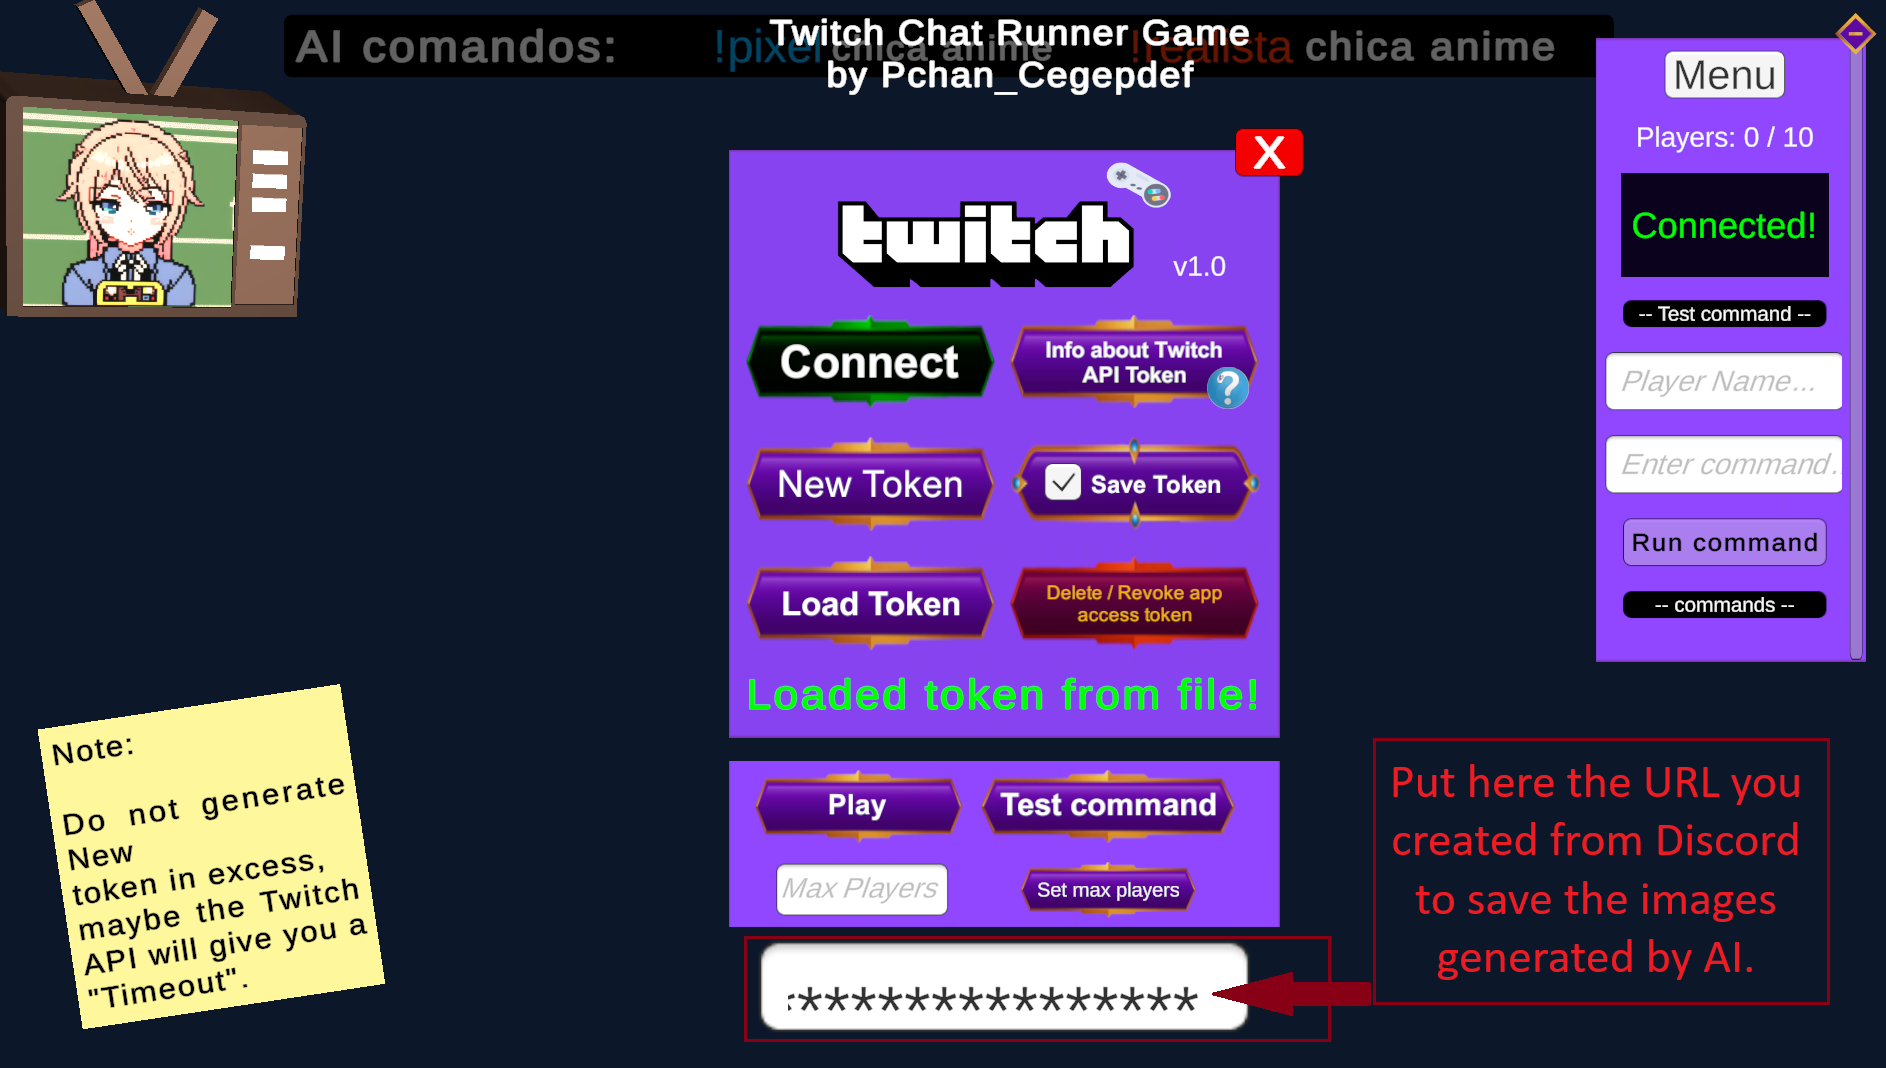 AI comandos: !pixel chica anime !realista chica anime
Twitch Chat Runner Game
by Pchan_Cegepdef
X
twitch
v1.0
Connect
Info about Twitch
API Token
?
New Token
Save Token
Load Token
Delete / Revoke app
access token
Loaded token from file!
Play
Test command
Max Players
Set max players
***************
Menu
Players: 0 / 10
Connected!
-- Test command --
Player Name...
Enter command..
Run command
-- commands --
Note:
Do not generate
New
token in excess,
maybe the Twitch
API will give you a
"Timeout".
Put here the URL you
created from Discord
to save the images
generated by AI.